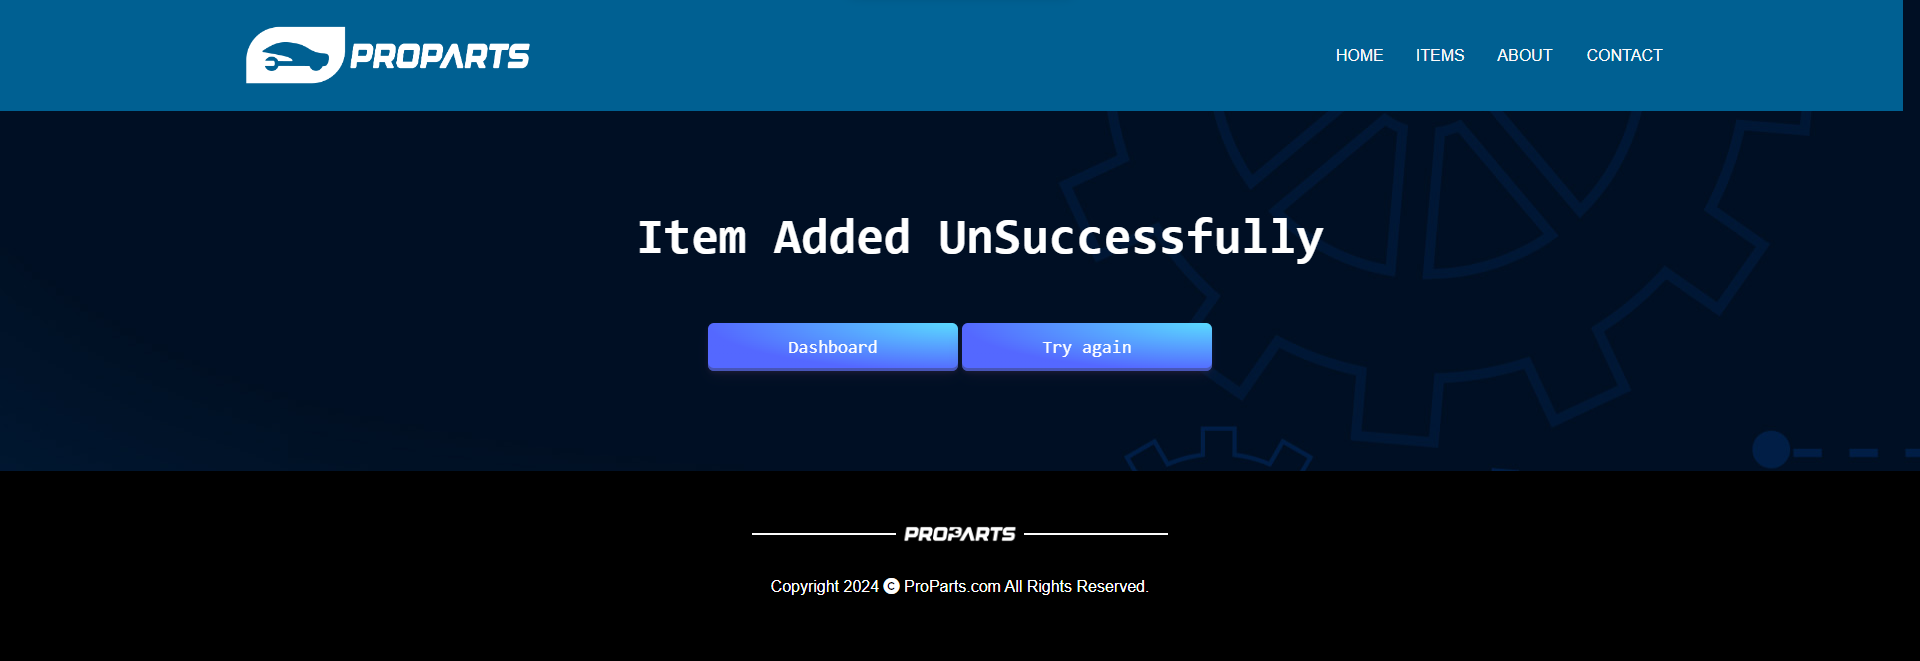 PROPARTS
HOME ITEMS ABOUT CONTACT
Item Added UnSuccessfully
Dashboard Try again
PROPARTS
Copyright 2024 © ProParts.com All Rights Reserved.